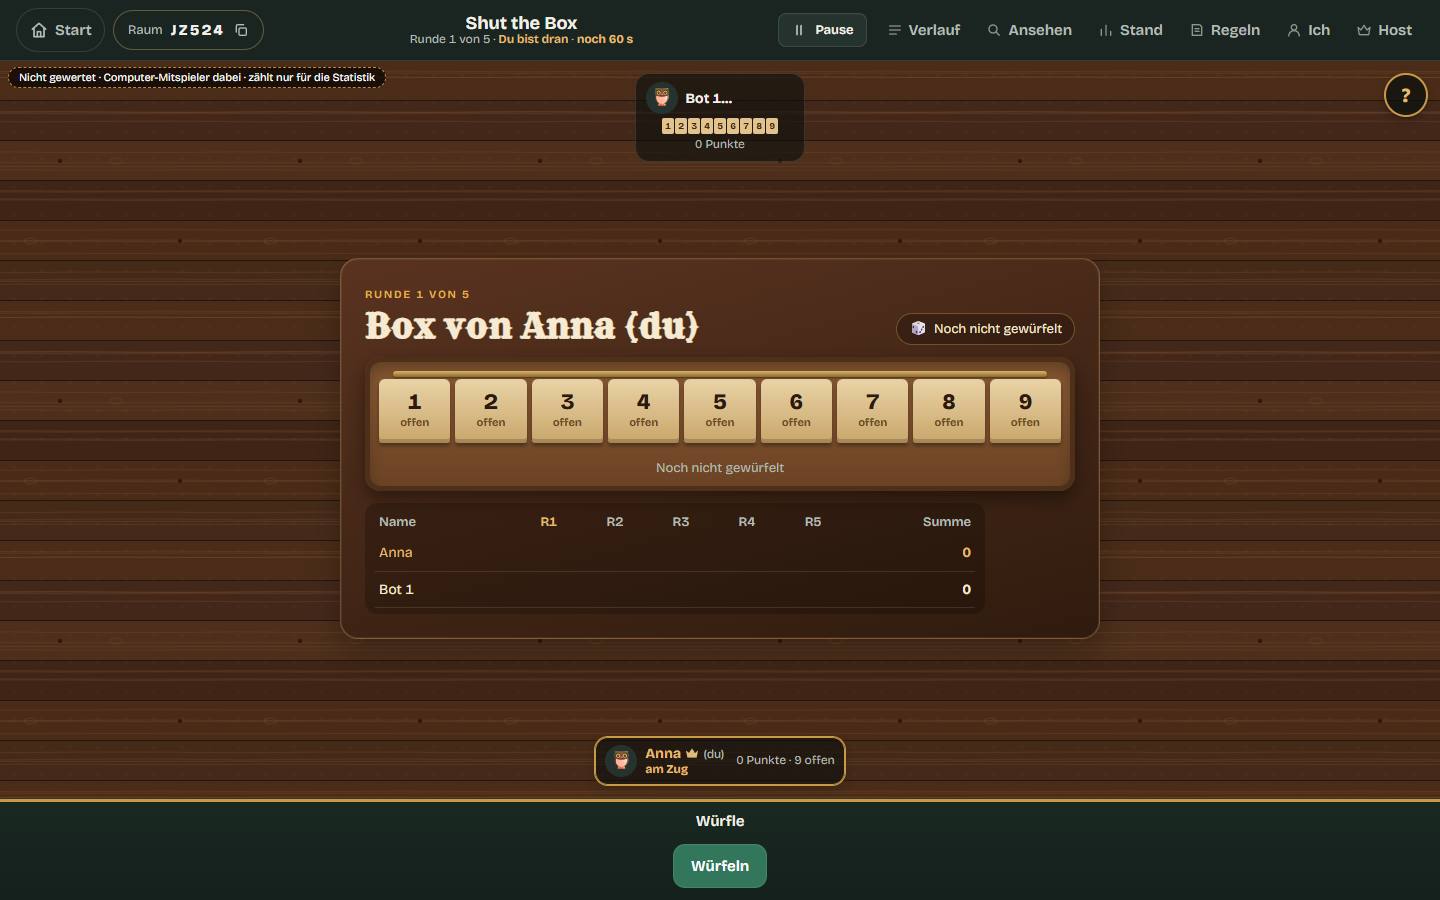 Start
Raum JZ524
Shut the Box
Runde 1 von 5 · Du bist dran · noch 60 s
Pause
Verlauf
Ansehen
Stand
Regeln
Ich
Host
Nicht gewertet · Computer-Mitspieler dabei · zählt nur für die Statistik
?
Bot 1...
1 2 3 4 5 6 7 8 9
0 Punkte
RUNDE 1 VON 5
Box von Anna (du)
Noch nicht gewürfelt
1 2 3 4 5 6 7 8 9
offen offen offen offen offen offen offen offen offen
Noch nicht gewürfelt
Name R1 R2 R3 R4 R5 Summe
Anna 0
Bot 1 0
Anna (du)
am Zug
0 Punkte · 9 offen
Würfle
Würfeln